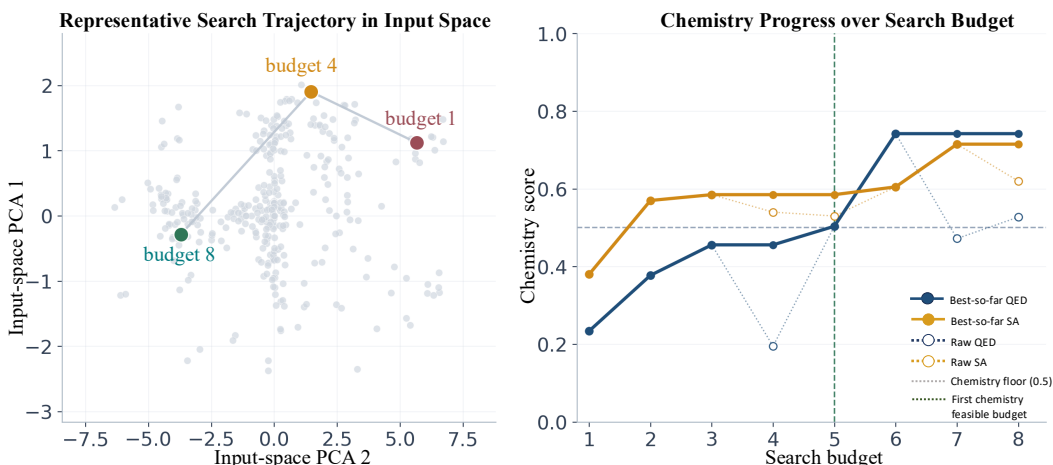 Representative Search Trajectory in Input Space
budget 4
budget 1
budget 8
2
1
0
−1
−2
−3
Input-space PCA 1
−7.5 −5.0 −2.5 0.0 2.5 5.0 7.5
Input-space PCA 2
Chemistry Progress over Search Budget
1.0
0.8
0.6
0.4
0.2
0.0
Chemistry score
Best-so-far QED
Best-so-far SA
Raw QED
Raw SA
Chemistry floor (0.5)
First chemistry
feasible budget
1 2 3 4 5 6 7 8
Search budget